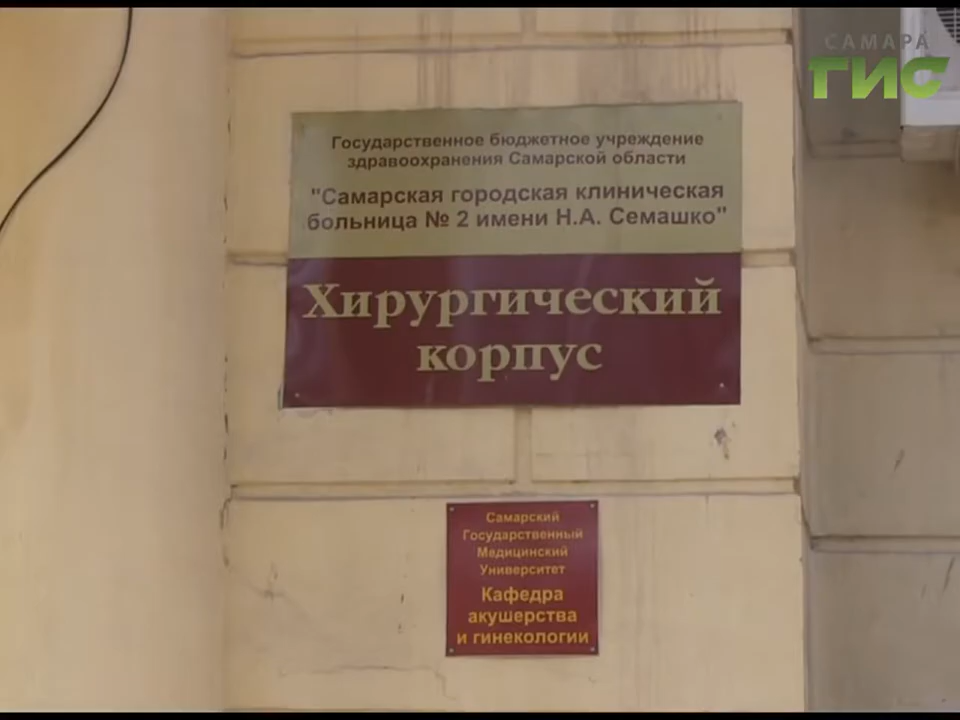 САМАРА
ГИС
Государственное бюджетное учреждение
здравоохранения Самарской области
"Самарская городская клиническая
больница № 2 имени Н.А. Семашко"
Хирургический
корпус
Самарский
Государственный
Медицинский
Университет
Кафедра
акушерства
и гинекологии